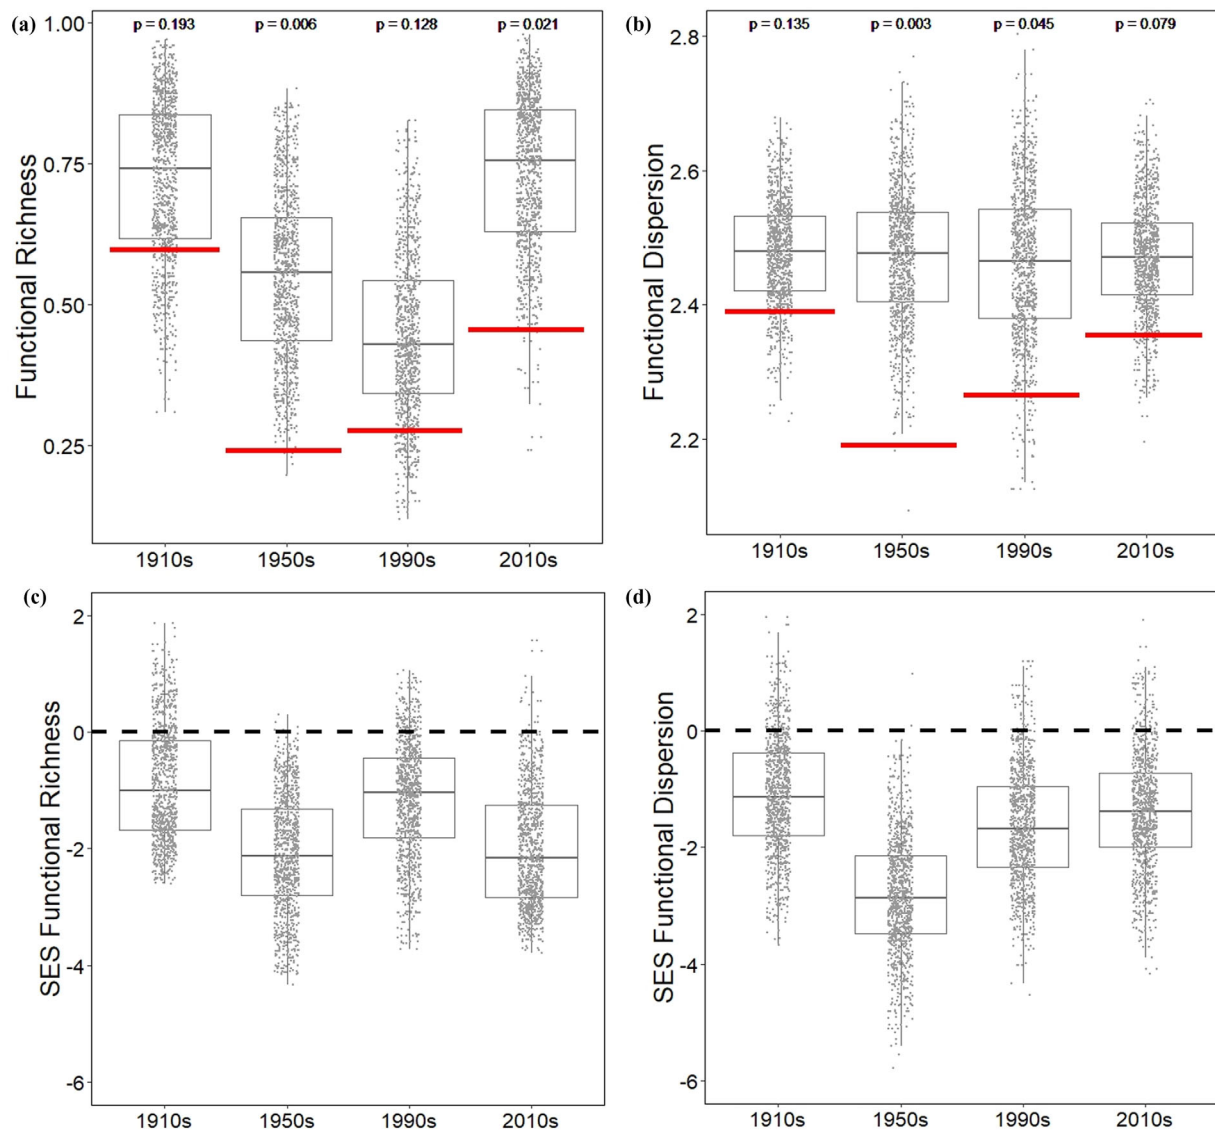 (a)
p = 0.193 p = 0.006 p = 0.128 p = 0.021
1.00
0.75
0.50
0.25
Functional Richness
1910s 1950s 1990s 2010s
(b)
p = 0.135 p = 0.003 p = 0.045 p = 0.079
2.8
2.6
2.4
2.2
Functional Dispersion
1910s 1950s 1990s 2010s
(c)
2
0
-2
-4
-6
SES Functional Richness
1910s 1950s 1990s 2010s
(d)
2
0
-2
-4
-6
SES Functional Dispersion
1910s 1950s 1990s 2010s